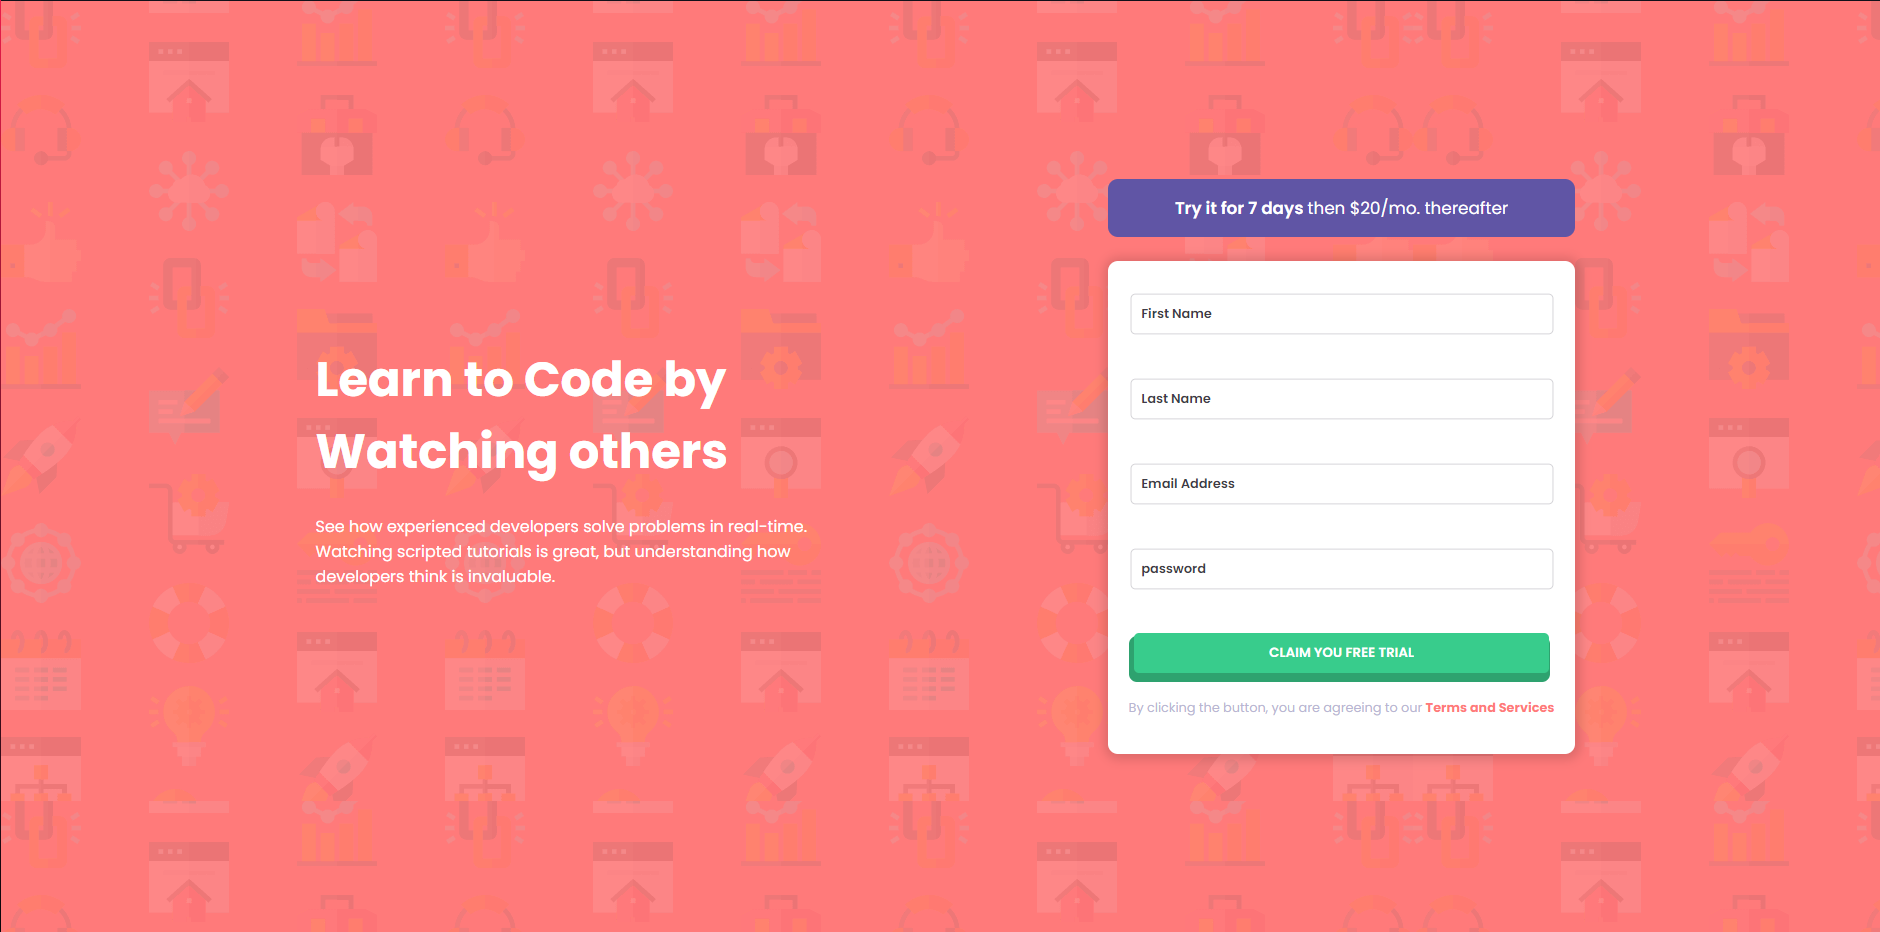 Learn to Code by
Watching others
See how experienced developers solve problems in real-time.
Watching scripted tutorials is great, but understanding how
developers think is invaluable.
Try it for 7 days then $20/mo. thereafter
First Name
Last Name
Email Address
password
CLAIM YOU FREE TRIAL
By clicking the button, you are agreeing to our Terms and Services